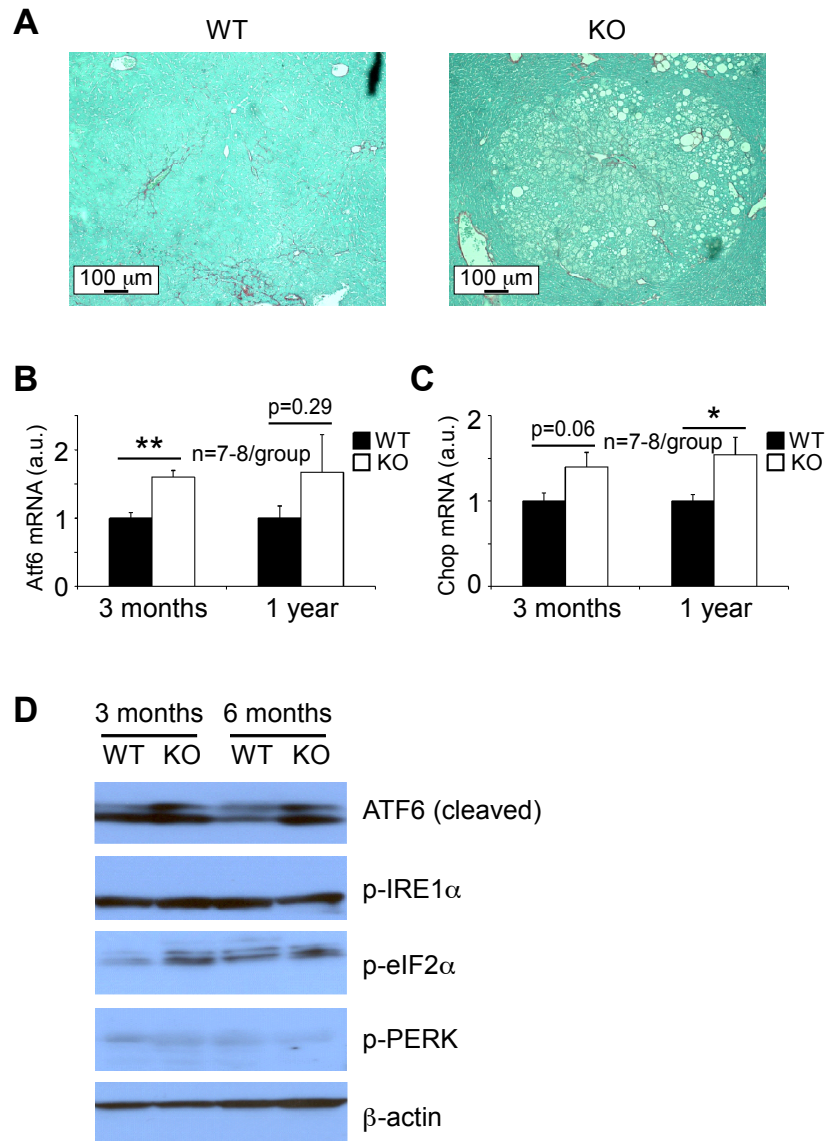 A
WT
KO
100 μm
100 μm
B
Atf6 mRNA (a.u.)
2
1
0
**
p=0.29
n=7-8/group
WT
KO
3 months
1 year
C
Chop mRNA (a.u.)
2
1
0
p=0.06
*
n=7-8/group
WT
KO
3 months
1 year
D
3 months 6 months
WT KO WT KO
ATF6 (cleaved)
p-IRE1α
p-eIF2α
p-PERK
β-actin